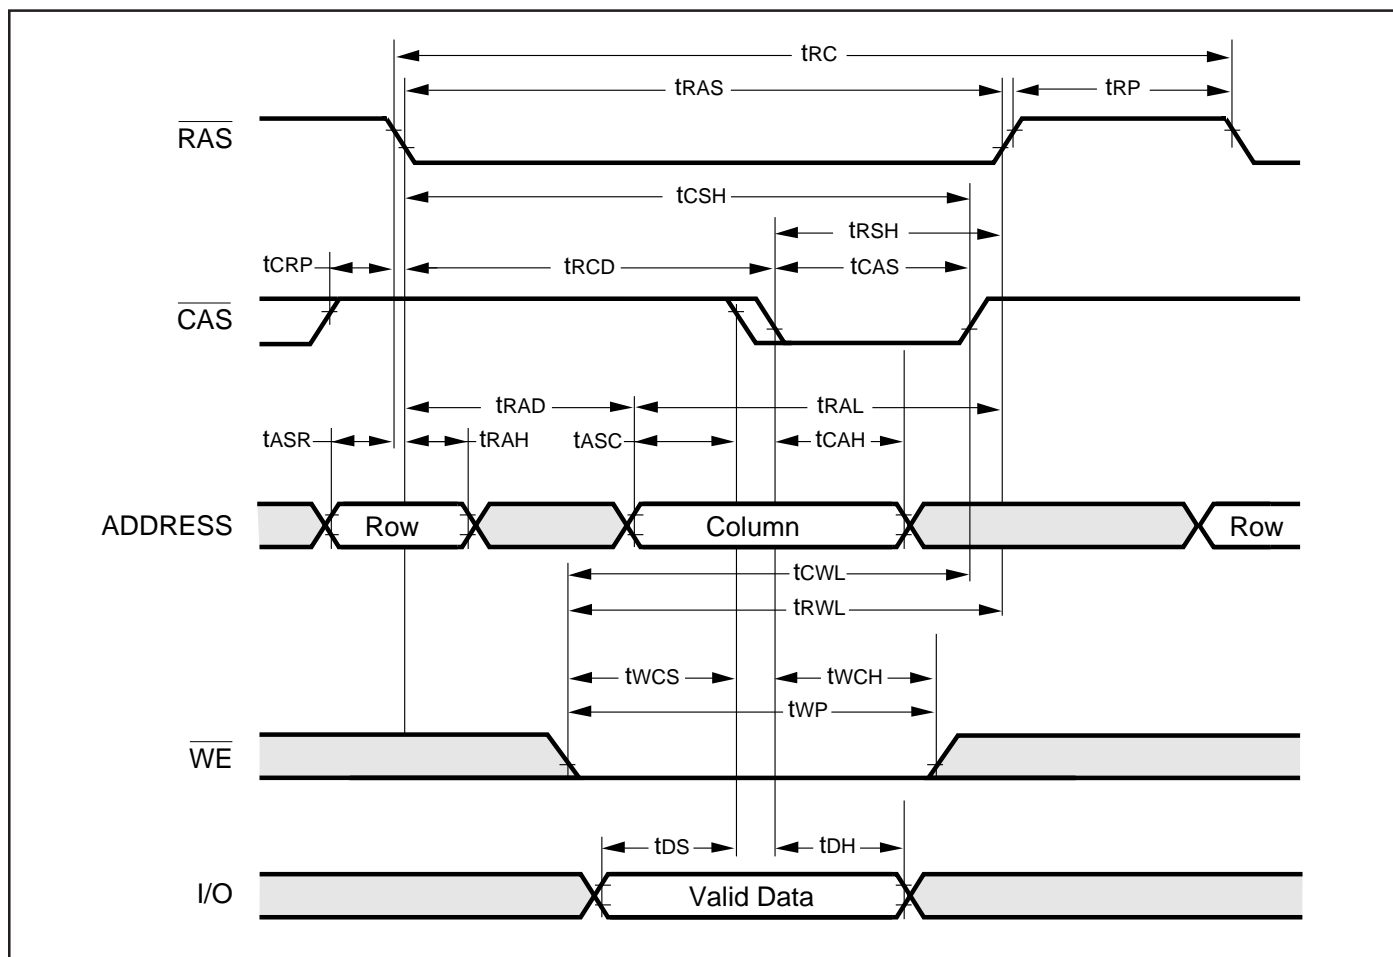 tRC
tRAS
tRP
RAS
tCSH
tRSH
tCRP
tRCD
tCAS
CAS
tRAD
tRAL
tASR
tRAH
tASC
tCAH
ADDRESS
Row
Column
Row
tCWL
tRWL
tWCS
tWCH
tWP
WE
tDS
tDH
I/O
Valid Data